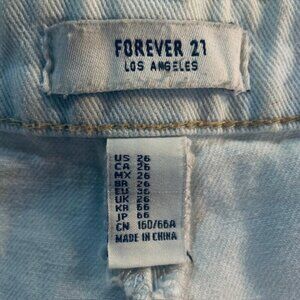 FOREVER 21
LOS ANGELES
US 26
CA 26
MX 26
BR 26
EU 36
UK 26
KR 66
JP 66
CN 160/66A
MADE IN CHINA